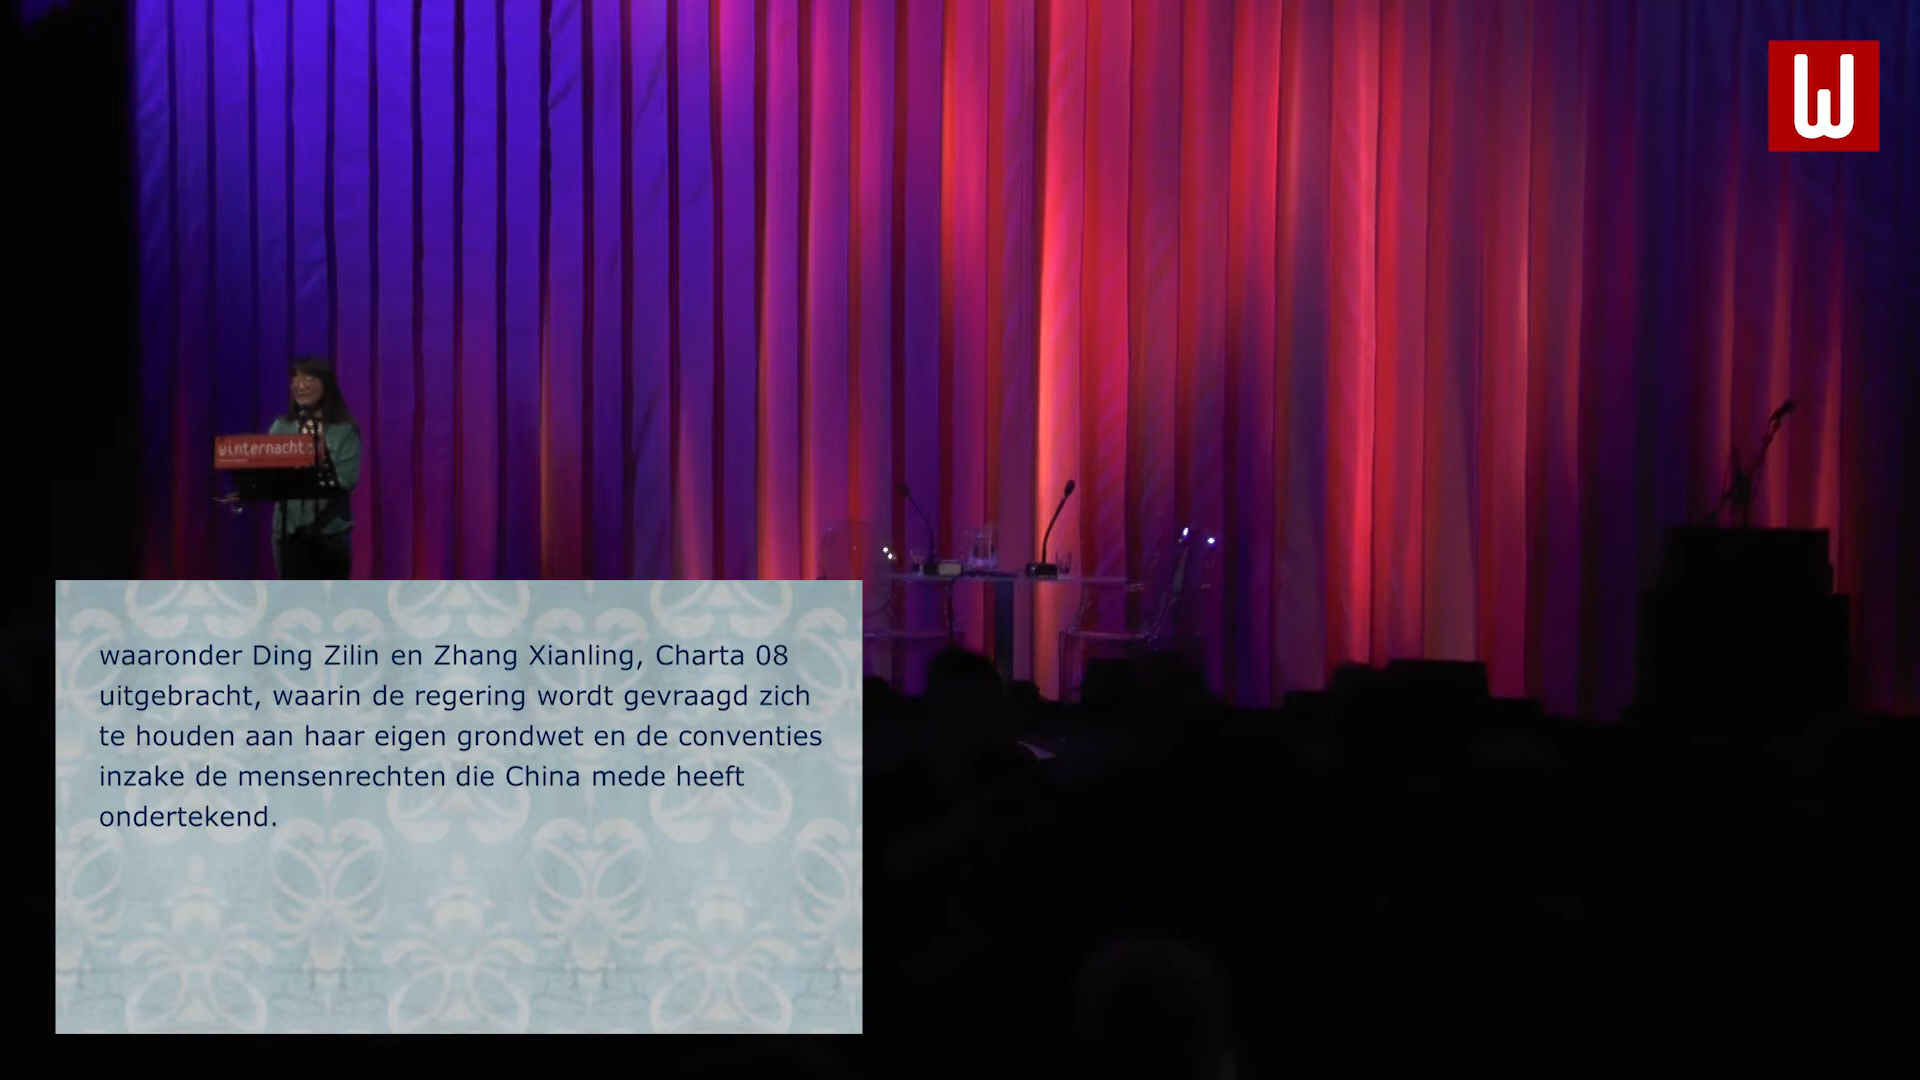 W
winternachten
waaronder Ding Zilin en Zhang Xianling, Charta 08
uitgebracht, waarin de regering wordt gevraagd zich
te houden aan haar eigen grondwet en de conventies
inzake de mensenrechten die China mede heeft
ondertekend.